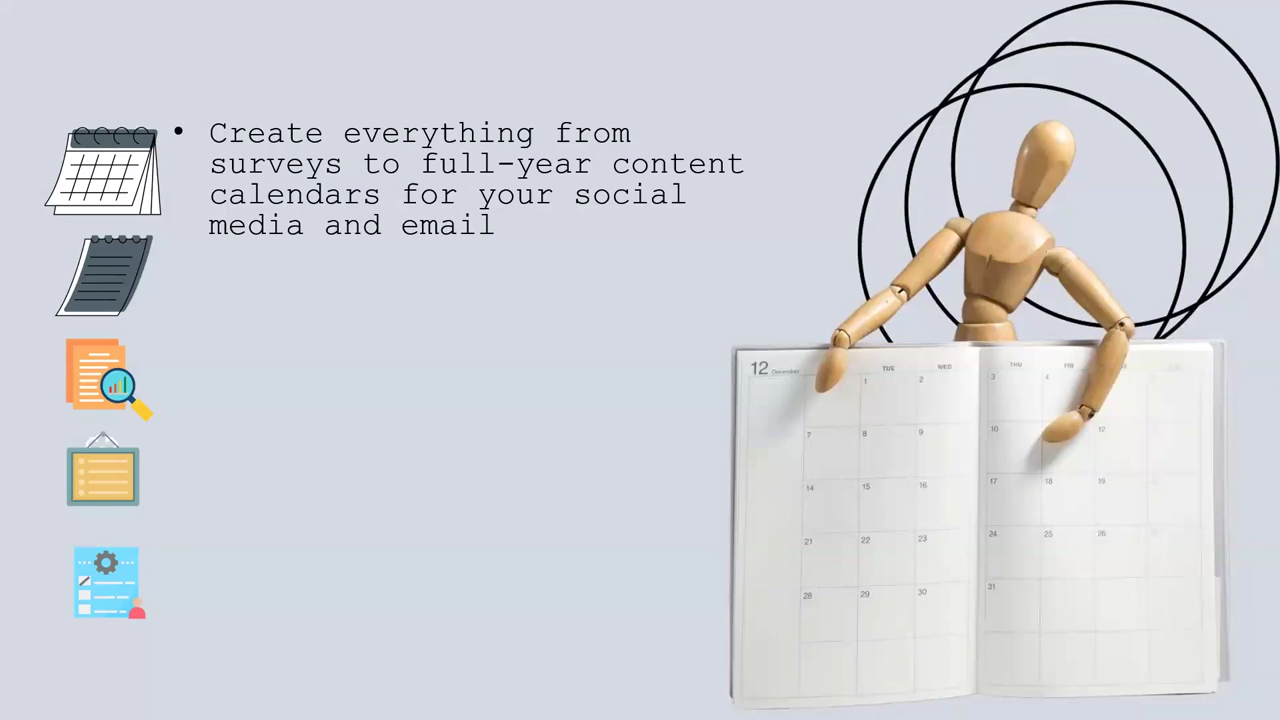 • Create everything from
surveys to full-year content
calendars for your social
media and email
12 December TUE WED THU FRI
1 2 3 4
7 8 9 10 12
14 15 16 17 18 19
21 22 23 24 25 26
28 29 30 31